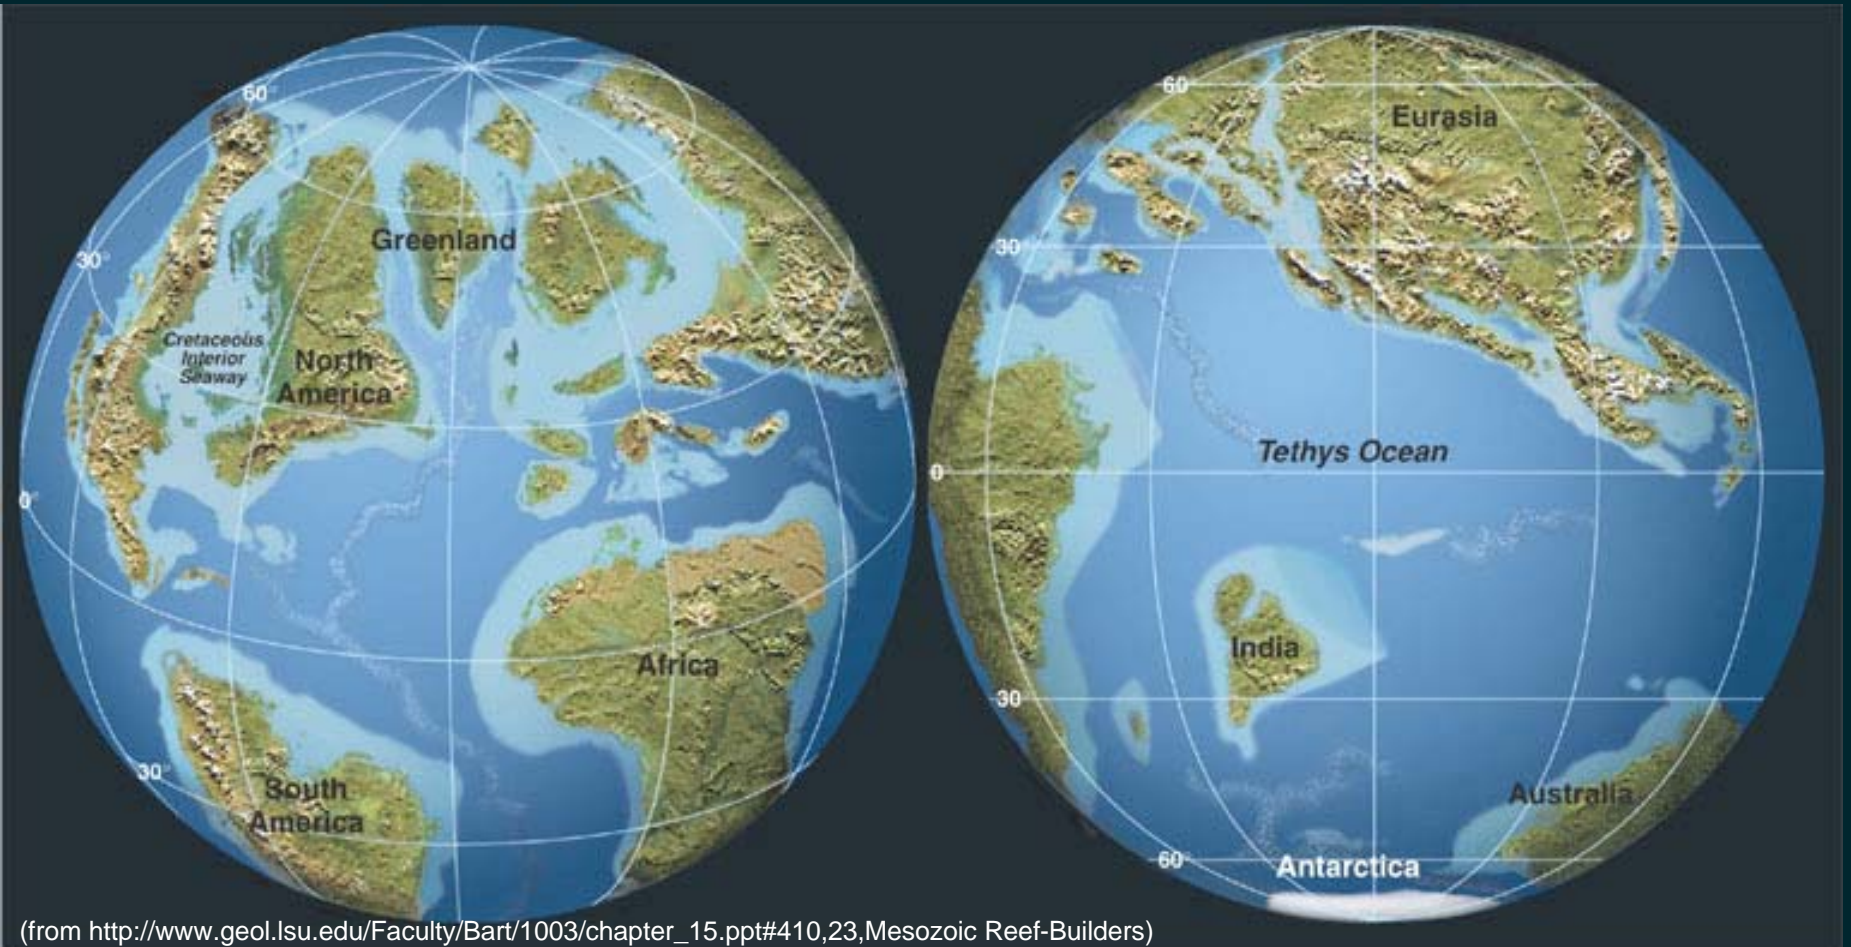 60°
30°
Greenland
Cretaceous
Interior
Seaway
North
America
0°
Africa
30°
South
America
60
Eurasia
30
Tethys Ocean
0
India
30
Australia
60°
Antarctica
(from http://www.geol.lsu.edu/Faculty/Bart/1003/chapter_15.ppt#410,23,Mesozoic Reef-Builders)